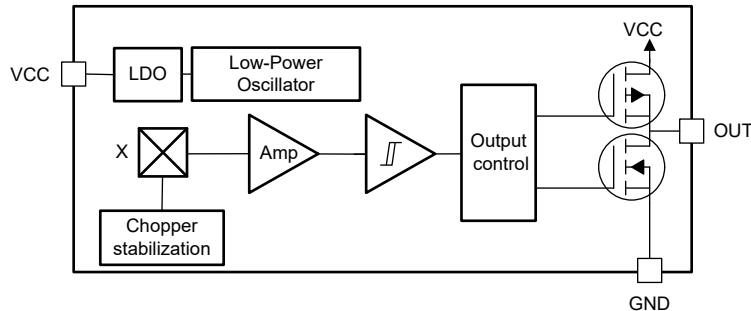 VCC
VCC
LDO
Low-Power
Oscillator
OUT
X
Amp
Output
control
Chopper
stabilization
GND